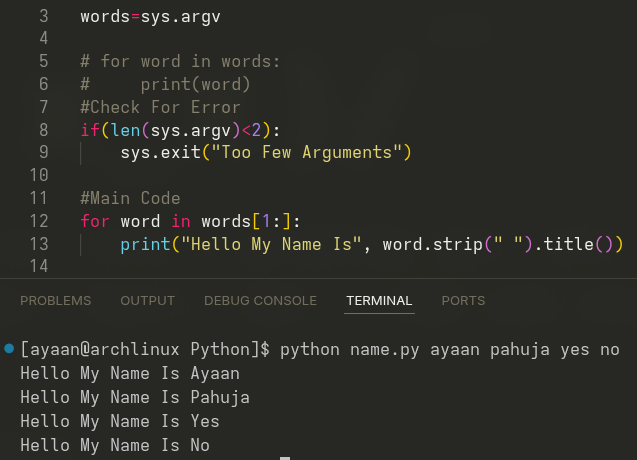 3 words=sys.argv
4
5 # for word in words:
6 #     print(word)
7 #Check For Error
8 if(len(sys.argv)<2):
9     sys.exit("Too Few Arguments")
10
11 #Main Code
12 for word in words[1:]:
13     print("Hello My Name Is", word.strip(" ").title())
14
PROBLEMS OUTPUT DEBUG CONSOLE TERMINAL PORTS
[ayaan@archlinux Python]$ python name.py ayaan pahuja yes no
Hello My Name Is Ayaan
Hello My Name Is Pahuja
Hello My Name Is Yes
Hello My Name Is No